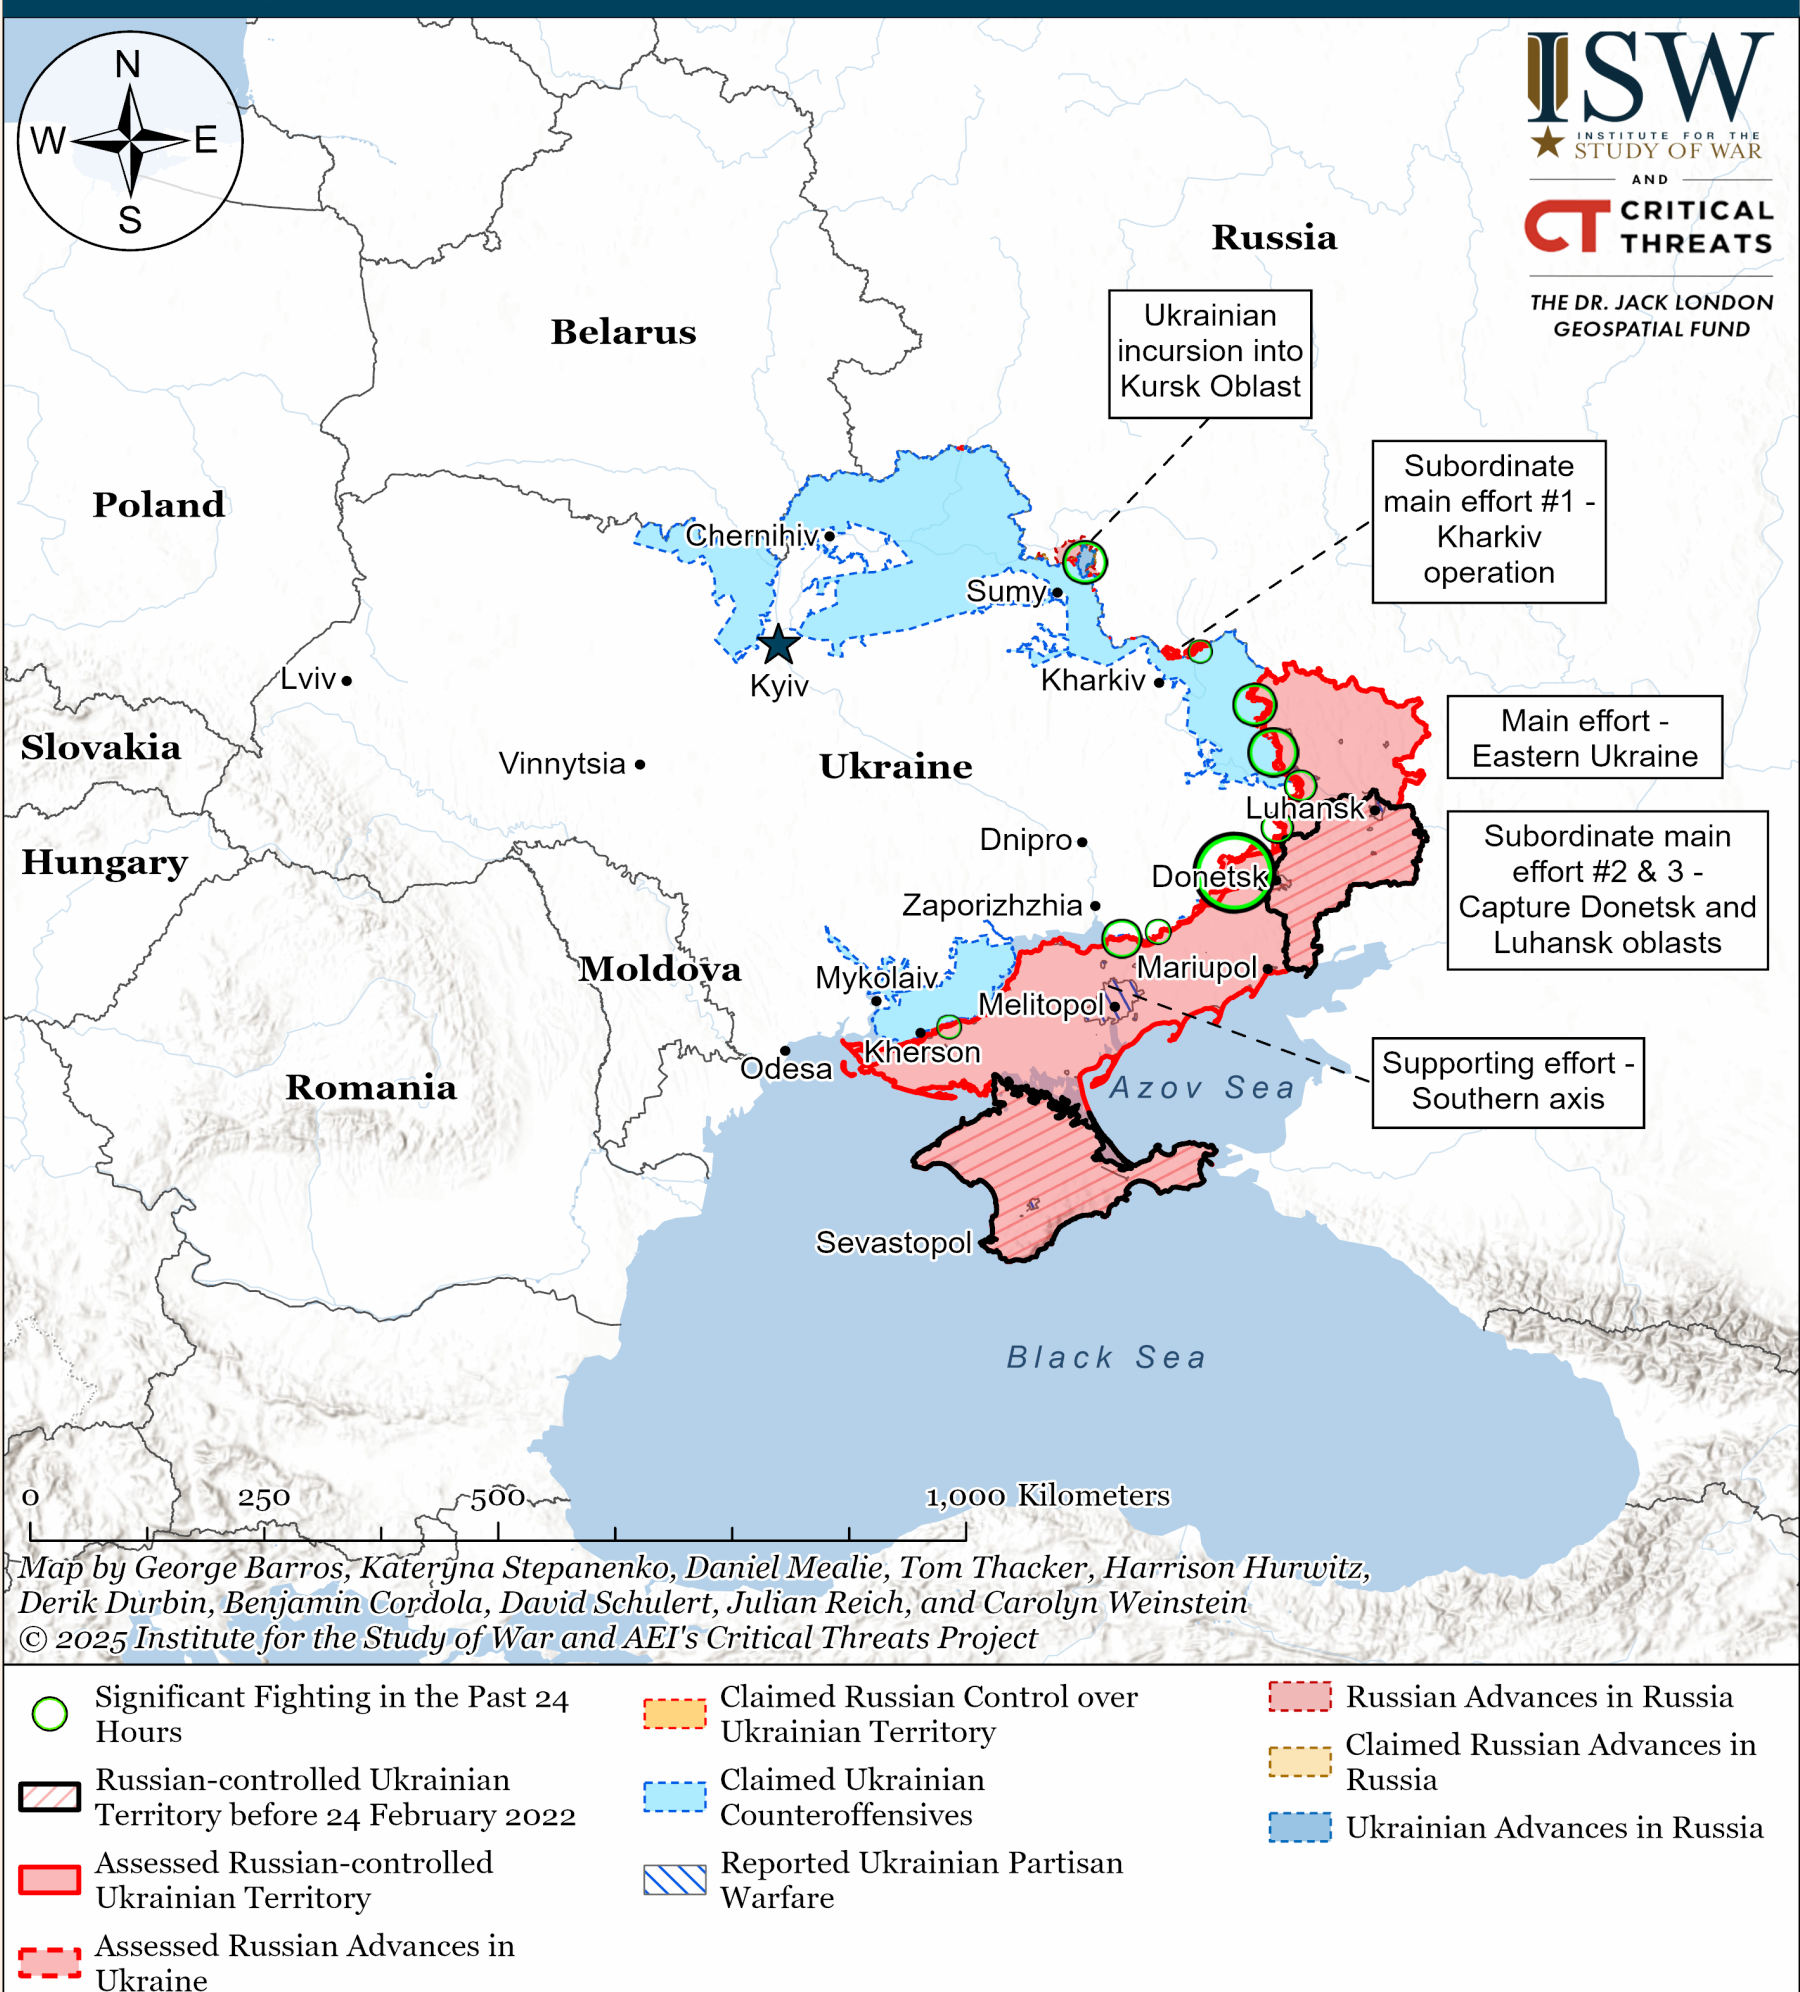 N
W
E
S
ISW
INSTITUTE FOR THE
STUDY OF WAR
AND
CT CRITICAL
THREATS
THE DR. JACK LONDON
GEOSPATIAL FUND
Russia
Ukrainian
incursion into
Kursk Oblast
Belarus
Subordinate
main effort #1 -
Kharkiv
operation
Poland
Chernihiv
Sumy
Kyiv
Kharkiv
Lviv
Main effort -
Eastern Ukraine
Slovakia
Vinnytsia
Ukraine
Luhansk
Dnipro
Subordinate main
effort #2 & 3 -
Capture Donetsk and
Luhansk oblasts
Hungary
Donetsk
Zaporizhzhia
Moldova
Mykolaiv
Mariupol
Melitopol
Kherson
Odesa
Supporting effort -
Southern axis
Romania
Azov Sea
Sevastopol
Black Sea
0 250 500 1,000 Kilometers
Map by George Barros, Kateryna Stepanenko, Daniel Mealie, Tom Thacker, Harrison Hurwitz,
Derik Durbin, Benjamin Cordola, David Schulert, Julian Reich, and Carolyn Weinstein
© 2025 Institute for the Study of War and AEI's Critical Threats Project
Significant Fighting in the Past 24
Hours
Russian-controlled Ukrainian
Territory before 24 February 2022
Assessed Russian-controlled
Ukrainian Territory
Assessed Russian Advances in
Ukraine
Claimed Russian Control over
Ukrainian Territory
Claimed Ukrainian
Counteroffensives
Reported Ukrainian Partisan
Warfare
Russian Advances in Russia
Claimed Russian Advances in
Russia
Ukrainian Advances in Russia